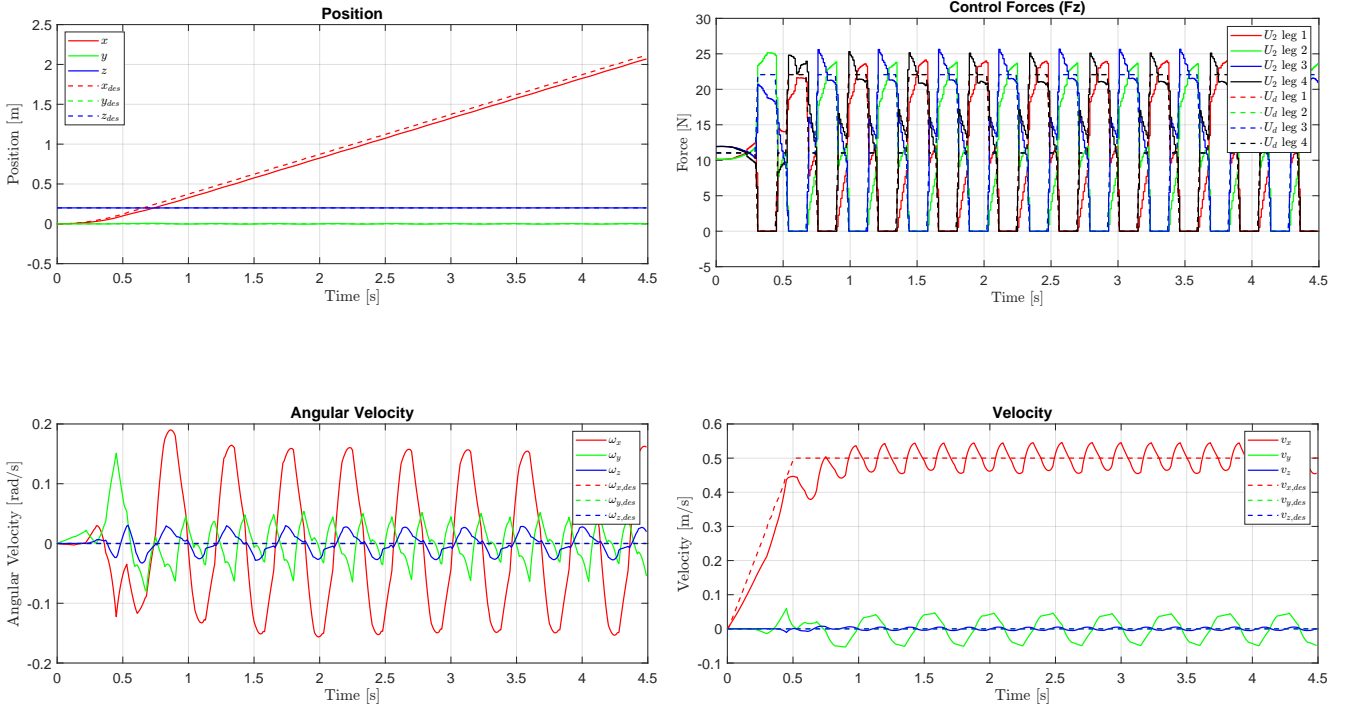 Position
2.5
2
1.5
1
0.5
0
-0.5
Position [m]
x
y
z
x_des
y_des
z_des
0 0.5 1 1.5 2 2.5 3 3.5 4 4.5
Time [s]
Control Forces (Fz)
30
25
20
15
10
5
0
-5
Force [N]
U_2 leg 1
U_2 leg 2
U_2 leg 3
U_2 leg 4
U_d leg 1
U_d leg 2
U_d leg 3
U_d leg 4
0 0.5 1 1.5 2 2.5 3 3.5 4 4.5
Time [s]
Angular Velocity
0.2
0.1
0
-0.1
-0.2
Angular Velocity [rad/s]
ω_x
ω_y
ω_z
ω_x,des
ω_y,des
ω_z,des
0 0.5 1 1.5 2 2.5 3 3.5 4 4.5
Time [s]
Velocity
0.6
0.5
0.4
0.3
0.2
0.1
0
-0.1
Velocity [m/s]
v_x
v_y
v_z
v_x,des
v_y,des
v_z,des
0 0.5 1 1.5 2 2.5 3 3.5 4 4.5
Time [s]